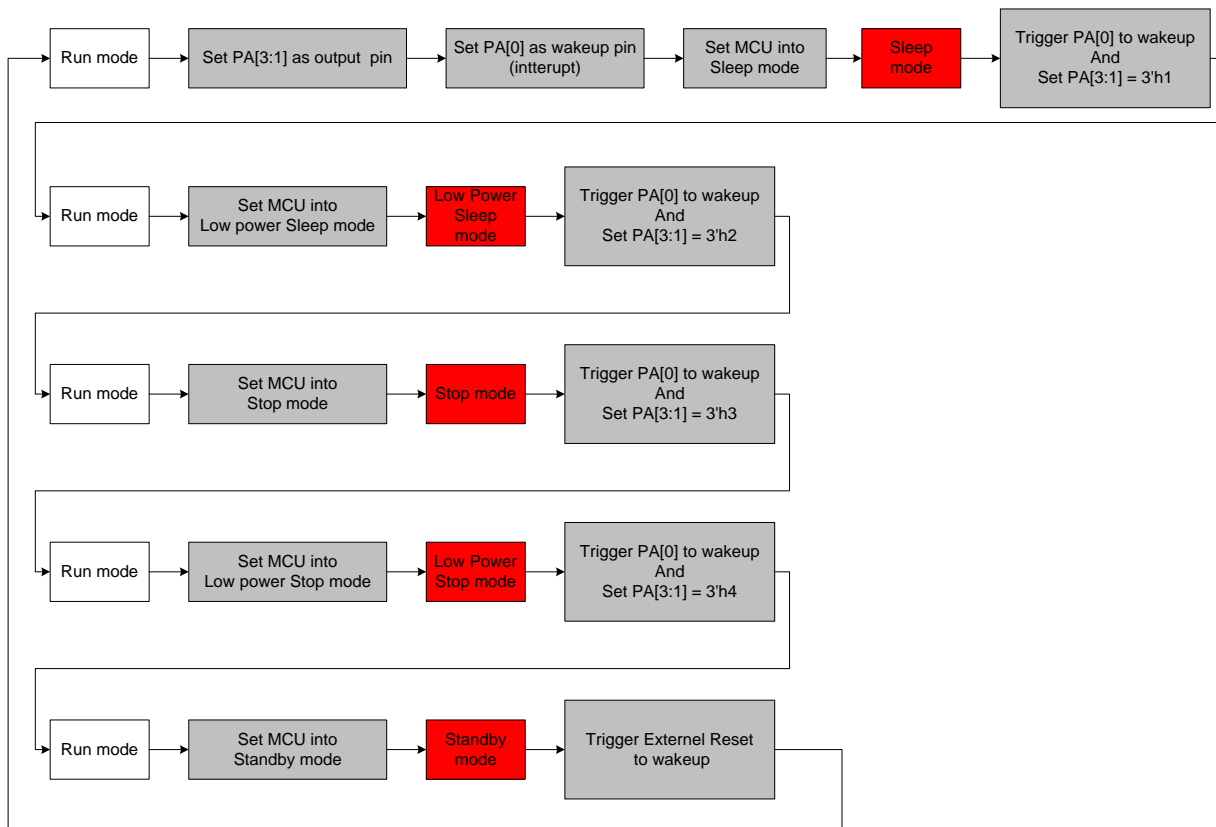 Run mode
Set PA[3:1] as output  pin
Set PA[0] as wakeup pin
(intterupt)
Set MCU into
Sleep mode
Sleep
mode
Trigger PA[0] to wakeup
And
Set PA[3:1] = 3'h1
Run mode
Set MCU into
Low power Sleep mode
Low Power
Sleep
mode
Trigger PA[0] to wakeup
And
Set PA[3:1] = 3'h2
Run mode
Set MCU into
Stop mode
Stop mode
Trigger PA[0] to wakeup
And
Set PA[3:1] = 3'h3
Run mode
Set MCU into
Low power Stop mode
Low Power
Stop mode
Trigger PA[0] to wakeup
And
Set PA[3:1] = 3'h4
Run mode
Set MCU into
Standby mode
Standby
mode
Trigger Externel Reset
to wakeup